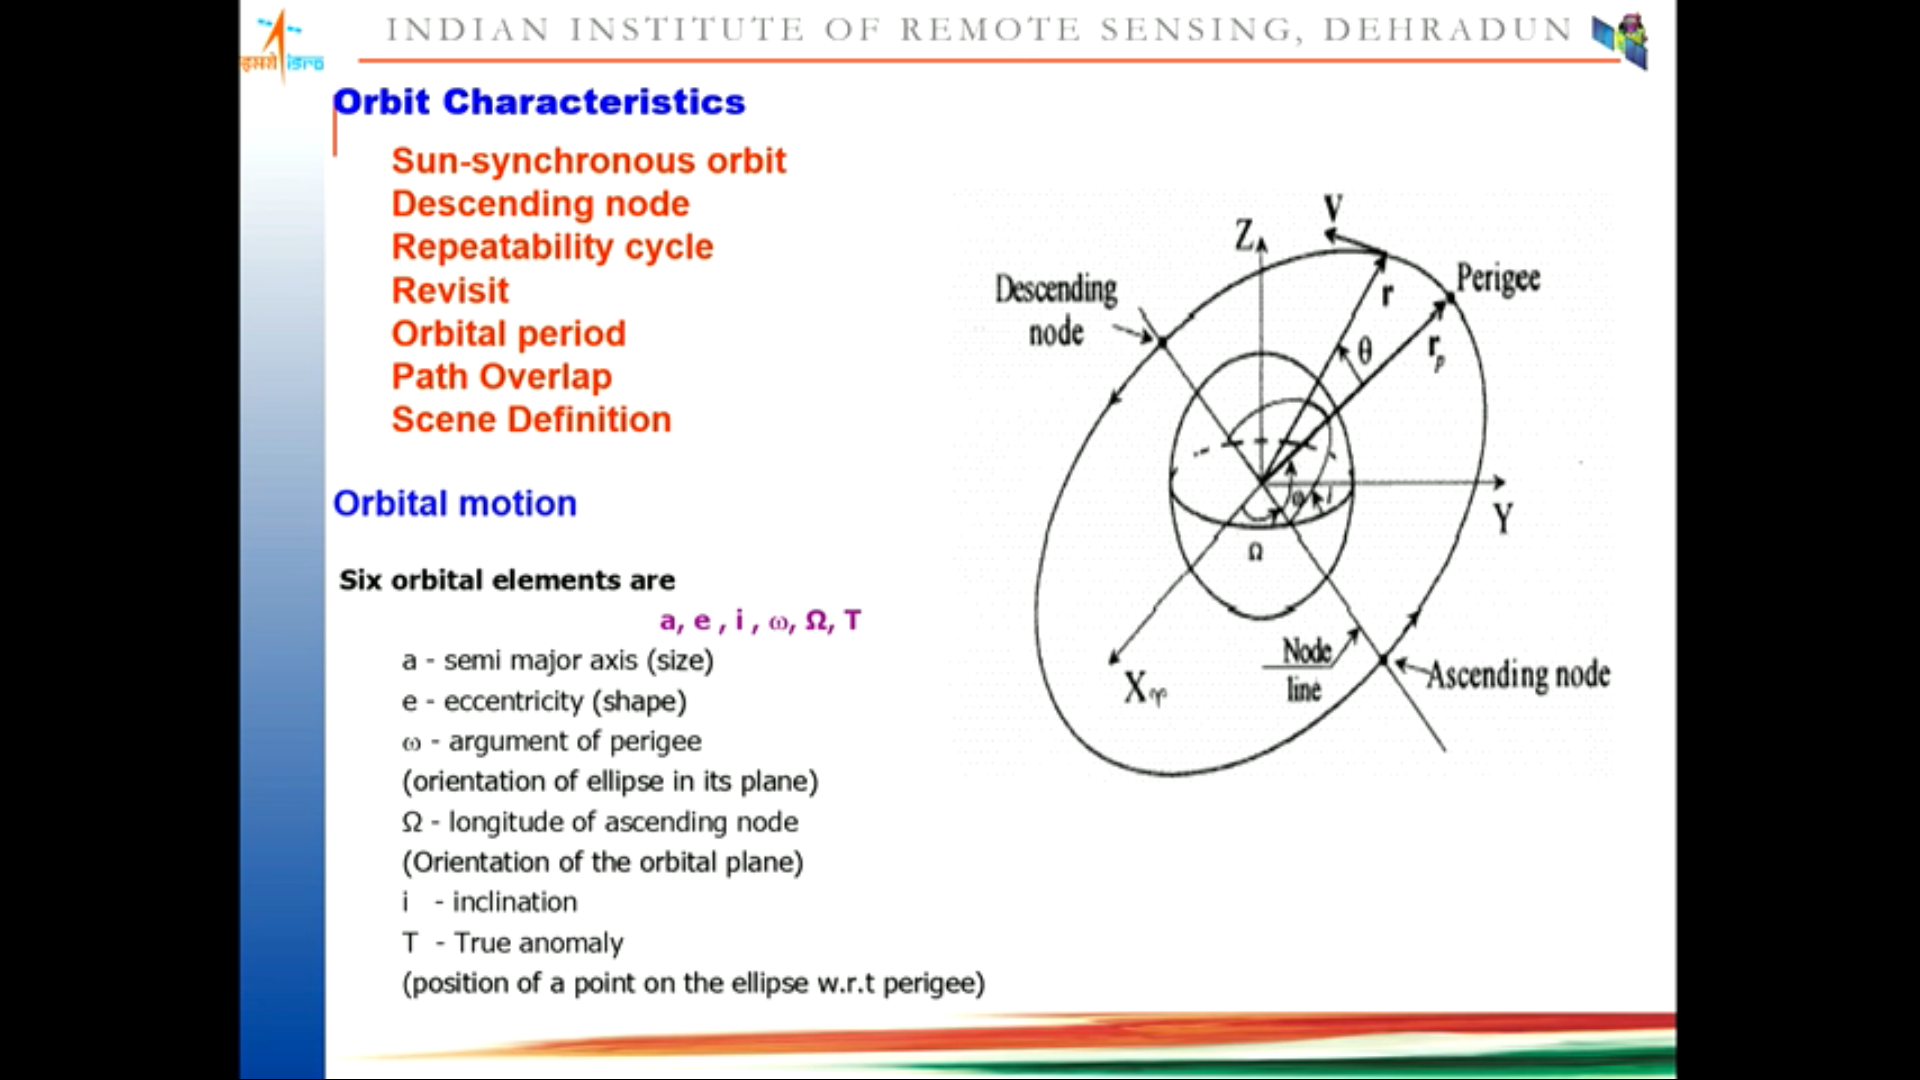 INDIAN INSTITUTE OF REMOTE SENSING, DEHRADUN
इसरो isro
Orbit Characteristics
Sun-synchronous orbit
Descending node
Repeatability cycle
Revisit
Orbital period
Path Overlap
Scene Definition
Orbital motion
Six orbital elements are
a, e , i , ω, Ω, T
a - semi major axis (size)
e - eccentricity (shape)
ω - argument of perigee
(orientation of ellipse in its plane)
Ω - longitude of ascending node
(Orientation of the orbital plane)
i - inclination
T - True anomaly
(position of a point on the ellipse w.r.t perigee)
V
Z
Perigee
Descending
node
r
θ
rₚ
ω i
Y
Ω
Node
line
Ascending node
X♈